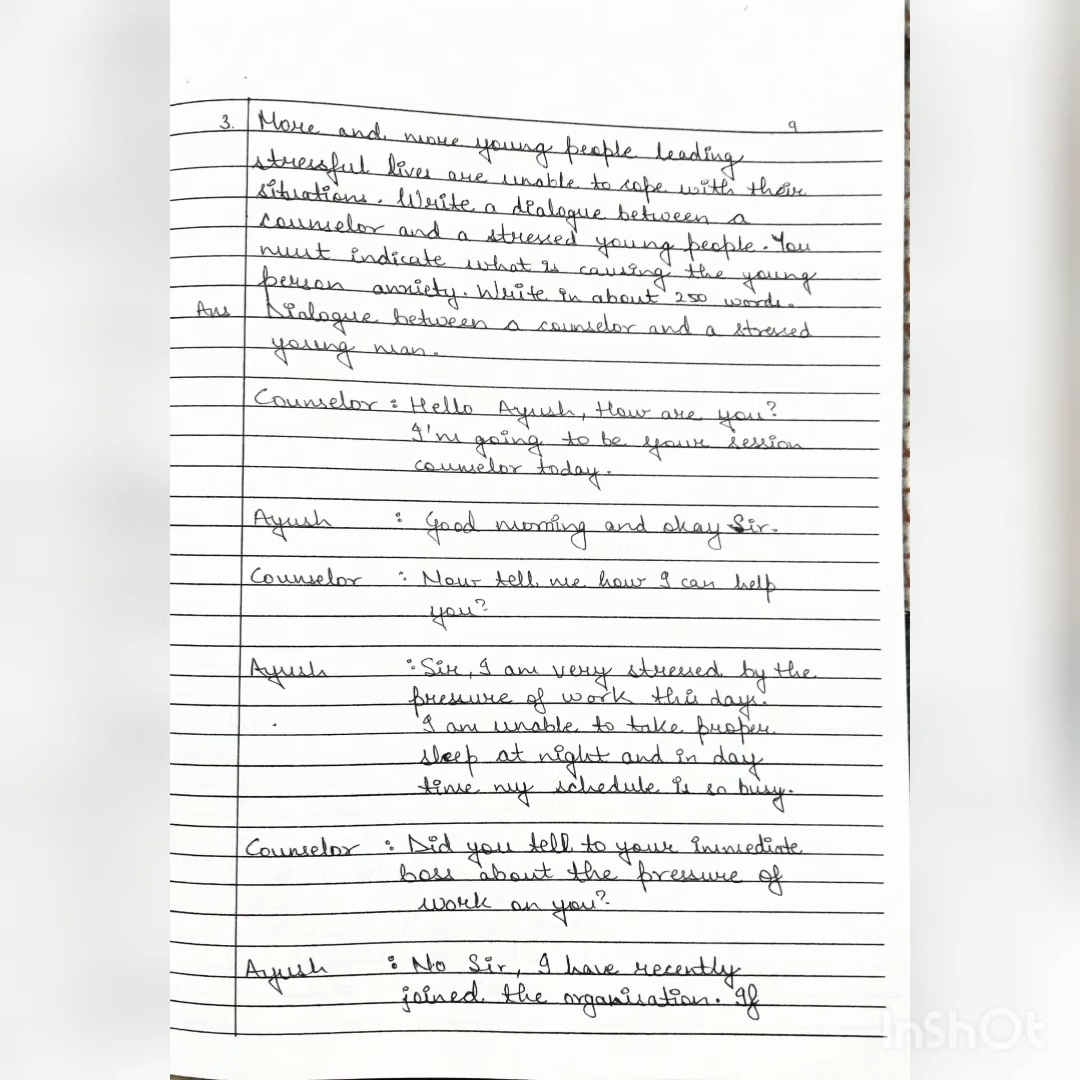 9
3. More and more young people leading
stressful lives are unable to cope with their
situations. Write a dialogue between a
counselor and a stressed young people. You
must indicate what is causing the young
person anxiety. Write in about 250 words.
Ans Dialogue between a counselor and a stressed
young man.
Counselor : Hello Ayush, How are you?
I'm going to be your session
counselor today.
Ayush : Good morning and okay Sir.
Counselor : Now tell me how I can help
you?
Ayush : Sir, I am very stressed by the
pressure of work this days.
I am unable to take proper
sleep at night and in day
time my schedule is so busy.
Counselor : Did you tell to your immediate
boss about the pressure of
work on you?
Ayush : No Sir, I have recently
joined the organisation. If
InShOt